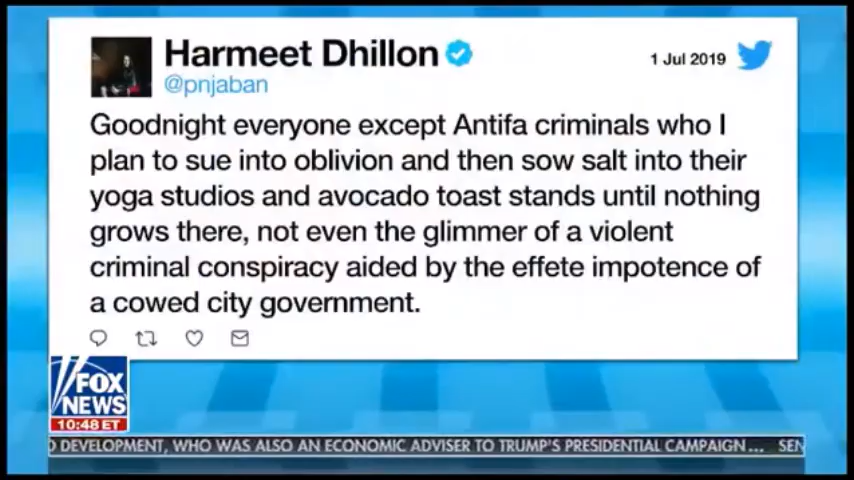 Harmeet Dhillon
1 Jul 2019
@pnjaban
Goodnight everyone except Antifa criminals who I
plan to sue into oblivion and then sow salt into their
yoga studios and avocado toast stands until nothing
grows there, not even the glimmer of a violent
criminal conspiracy aided by the effete impotence of
a cowed city government.
FOX
NEWS
10:48 ET
DEVELOPMENT, WHO WAS ALSO AN ECONOMIC ADVISER TO TRUMP'S PRESIDENTIAL CAMPAIGN... SEN